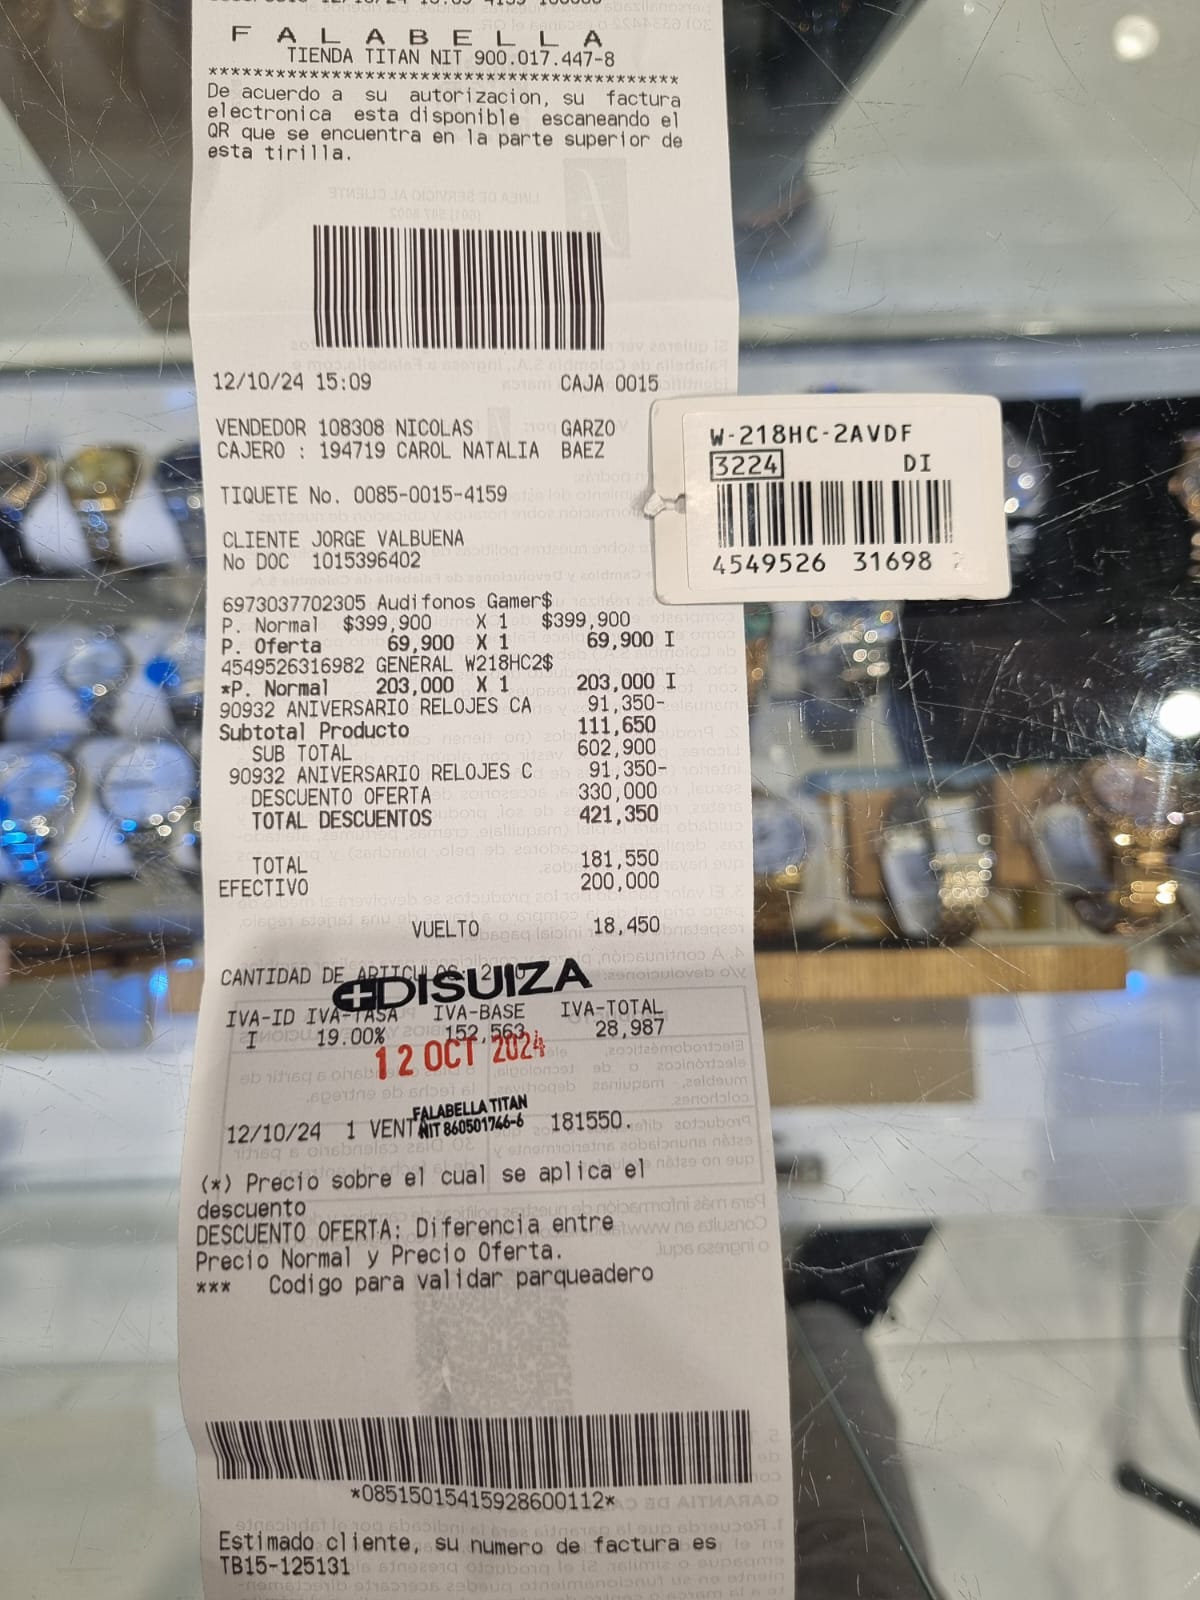 F A L A B E L L A
TIENDA TITAN NIT 900.017.447-8
******************************************
De acuerdo a su autorizacion, su factura
electronica esta disponible escaneando el
QR que se encuentra en la parte superior de
esta tirilla.
12/10/24 15:09 CAJA 0015
VENDEDOR 108308 NICOLAS GARZO
CAJERO : 194719 CAROL NATALIA BAEZ
TIQUETE No. 0085-0015-4159
CLIENTE JORGE VALBUENA
No DOC 1015396402
6973037702305 Audifonos Gamer$
P. Normal $399,900 X 1 $399,900
P. Oferta 69,900 X 1 69,900 I
4549526316982 GENERAL W218HC2$
*P. Normal 203,000 X 1 203,000 I
90932 ANIVERSARIO RELOJES CA 91,350-
Subtotal Producto 111,650
SUB TOTAL 602,900
90932 ANIVERSARIO RELOJES C 91,350-
DESCUENTO OFERTA 330,000
TOTAL DESCUENTOS 421,350
TOTAL 181,550
EFECTIVO 200,000
VUELTO 18,450
CANTIDAD DE ARTICULOS: 2
DISUIZA
IVA-ID IVA-TASA IVA-BASE IVA-TOTAL
I 19.00% 152,563 28,987
12 OCT 2024
FALABELLA TITAN
NIT 860501746-6
12/10/24 1 VENT 181550.
(*) Precio sobre el cual se aplica el
descuento
DESCUENTO OFERTA: Diferencia entre
Precio Normal y Precio Oferta.
*** Codigo para validar parqueadero
*08515015415928600112*
Estimado cliente, su numero de factura es
TB15-125131
W-218HC-2AVDF
3224 DI
4549526 31698